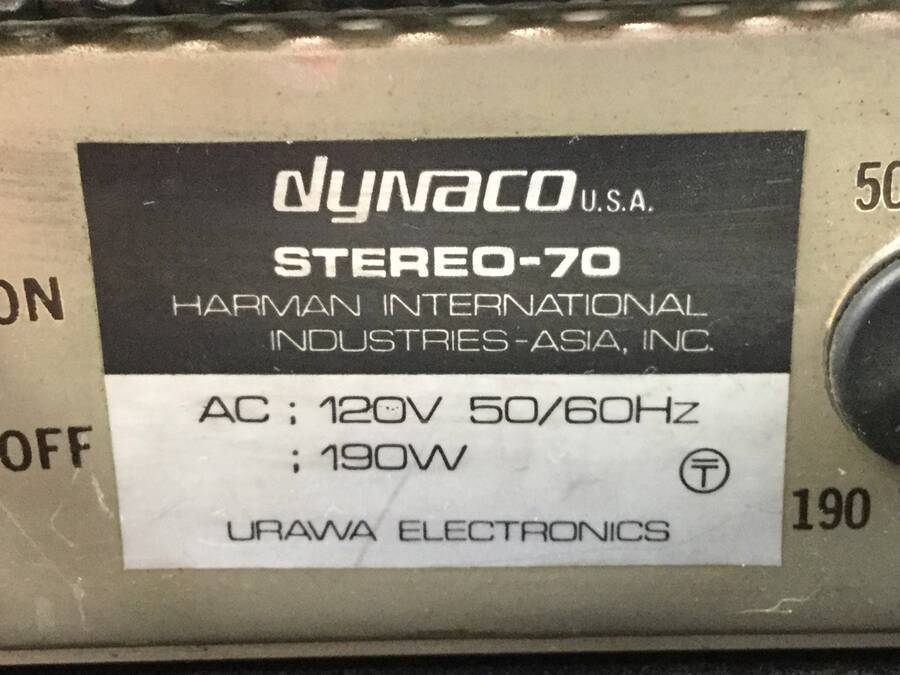 dynaco U.S.A.
STEREO-70
HARMAN INTERNATIONAL
INDUSTRIES-ASIA, INC.
AC ; 120V 50/60Hz
; 190W
〒
URAWA ELECTRONICS
ON
OFF
50
190